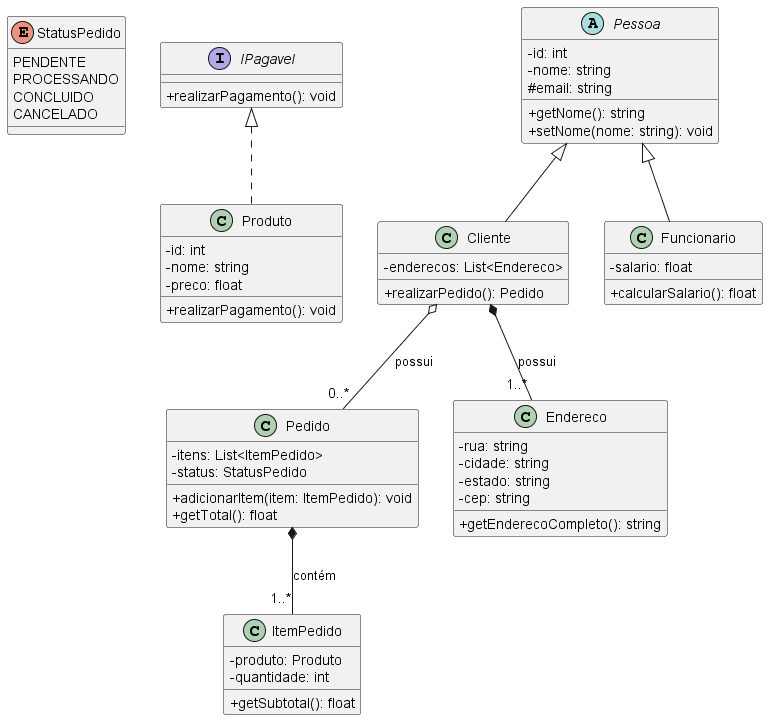 E StatusPedido
PENDENTE
PROCESSANDO
CONCLUIDO
CANCELADO
I IPagavel
+realizarPagamento(): void
A Pessoa
-id: int
-nome: string
#email: string
+getNome(): string
+setNome(nome: string): void
C Produto
-id: int
-nome: string
-preco: float
+realizarPagamento(): void
C Cliente
-enderecos: List<Endereco>
+realizarPedido(): Pedido
C Funcionario
-salario: float
+calcularSalario(): float
possui
0..*
possui
1..*
C Pedido
-itens: List<ItemPedido>
-status: StatusPedido
+adicionarItem(item: ItemPedido): void
+getTotal(): float
C Endereco
-rua: string
-cidade: string
-estado: string
-cep: string
+getEnderecoCompleto(): string
contém
1..*
C ItemPedido
-produto: Produto
-quantidade: int
+getSubtotal(): float